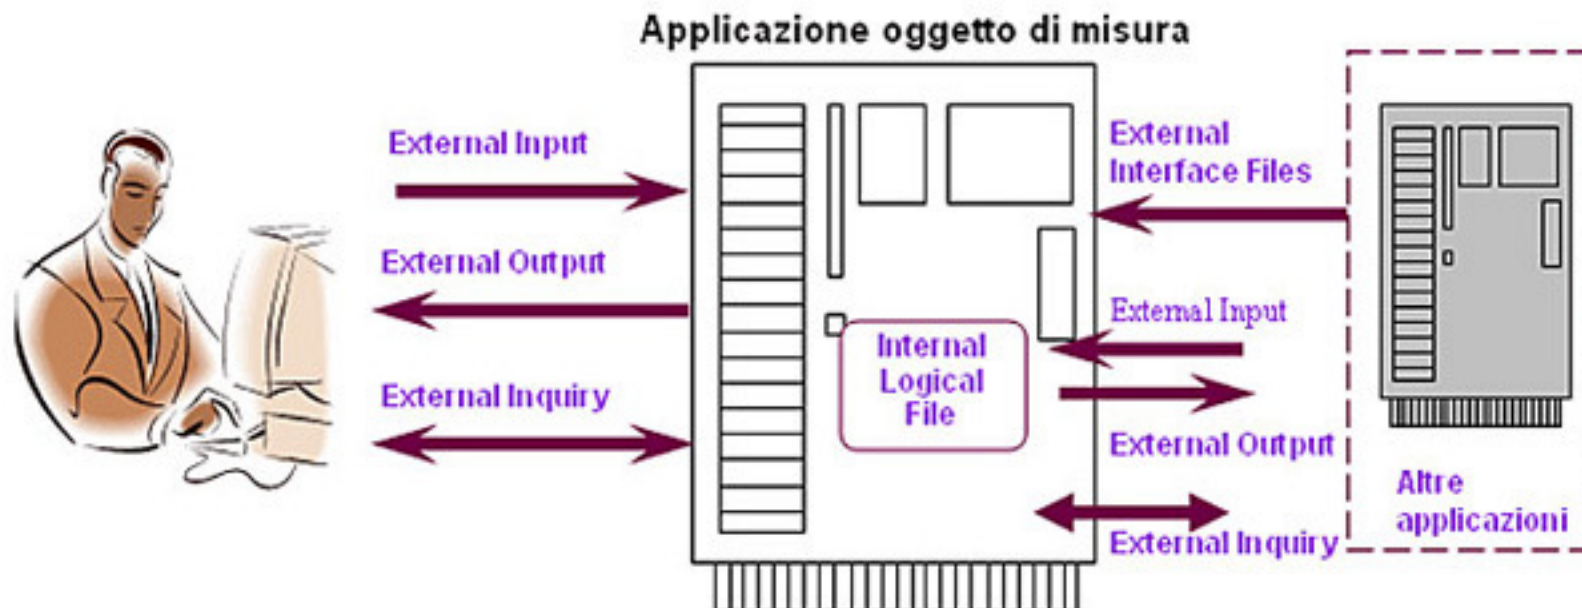 Applicazione oggetto di misura
External Input
External Output
External Inquiry
Internal
Logical
File
External
Interface Files
External Input
External Output
External Inquiry
Altre
applicazioni